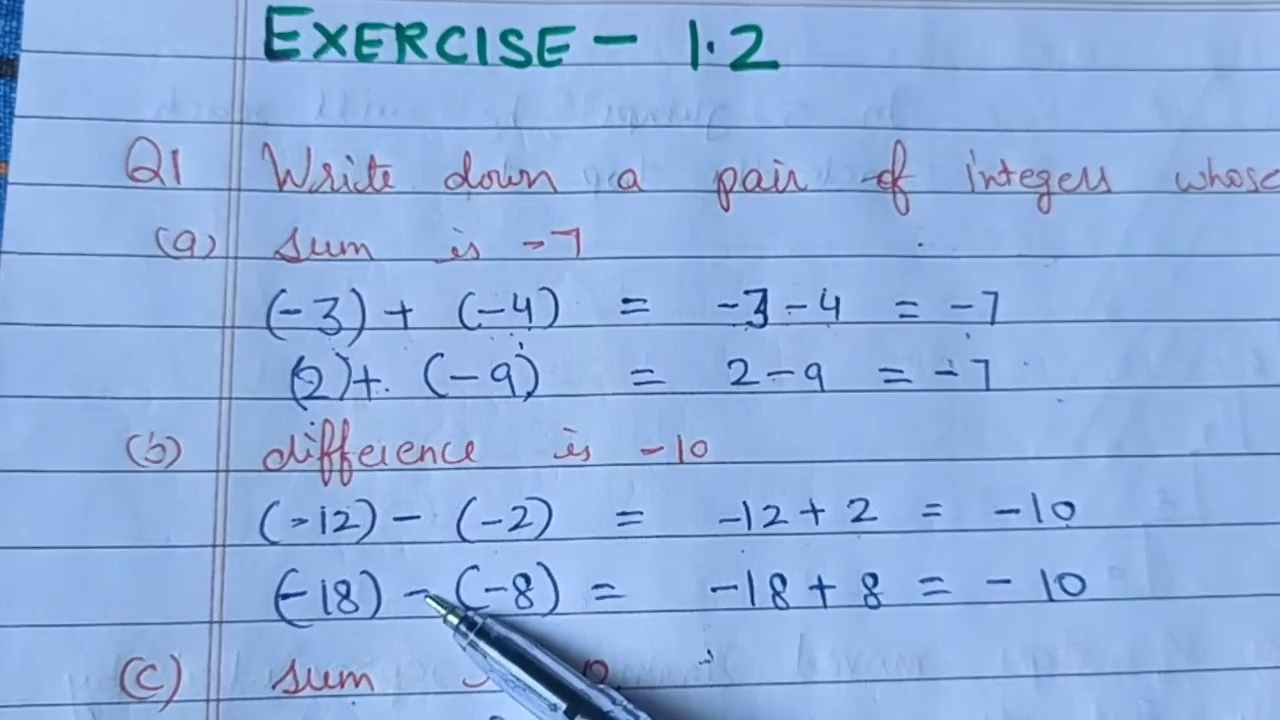 EXERCISE - 1.2
Q1 Write down a pair of integers whose
(a) sum is -7
(-3) + (-4) = -3 - 4 = -7
(2) + (-9) = 2 - 9 = -7
(b) difference is -10
(-12) - (-2) = -12 + 2 = -10
(-18) - (-8) = -18 + 8 = -10
(c) sum